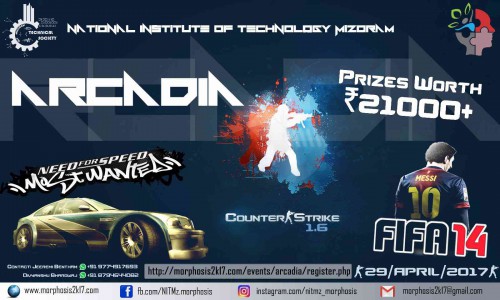 NATIONAL INSTITUTE OF TECHNOLOGY MIZORAM
TECHNICAL
SOCIETY
ARCADIA
PRIZES WORTH
₹21000+
NEED FOR SPEED
MOST WANTED
COUNTER STRIKE
1.6
MESSI
10
FIFA 14
http://morphosis2k17.com/events/arcadia/register.php
29/APRIL/2017
www.morphosis2k17.com
fb.com/NITMz.morphosis
instagram.com/nitmz_morphosis
morphosis2k17@gmail.com